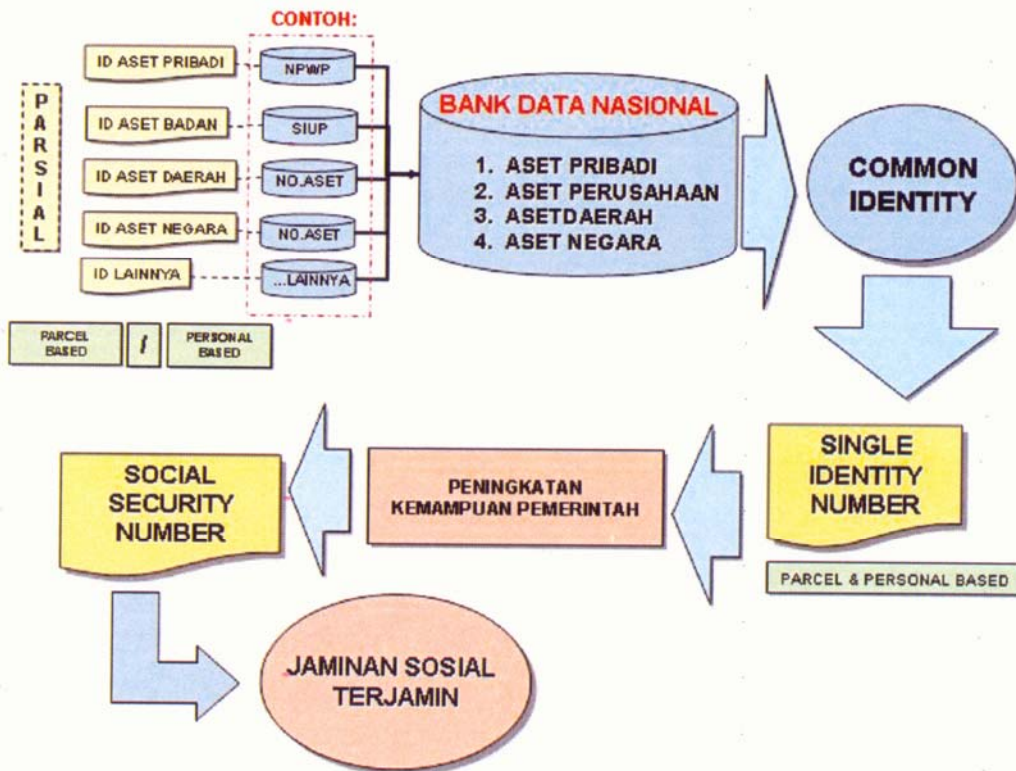 CONTOH:
PARSIAL
ID ASET PRIBADI
NPWP
ID ASET BADAN
SIUP
ID ASET DAERAH
NO.ASET
ID ASET NEGARA
NO.ASET
ID LAINNYA
...LAINNYA
PARCEL
BASED
/
PERSONAL
BASED
BANK DATA NASIONAL
1. ASET PRIBADI
2. ASET PERUSAHAAN
3. ASETDAERAH
4. ASET NEGARA
COMMON
IDENTITY
SINGLE
IDENTITY
NUMBER
PARCEL & PERSONAL BASED
PENINGKATAN
KEMAMPUAN PEMERINTAH
SOCIAL
SECURITY
NUMBER
JAMINAN SOSIAL
TERJAMIN